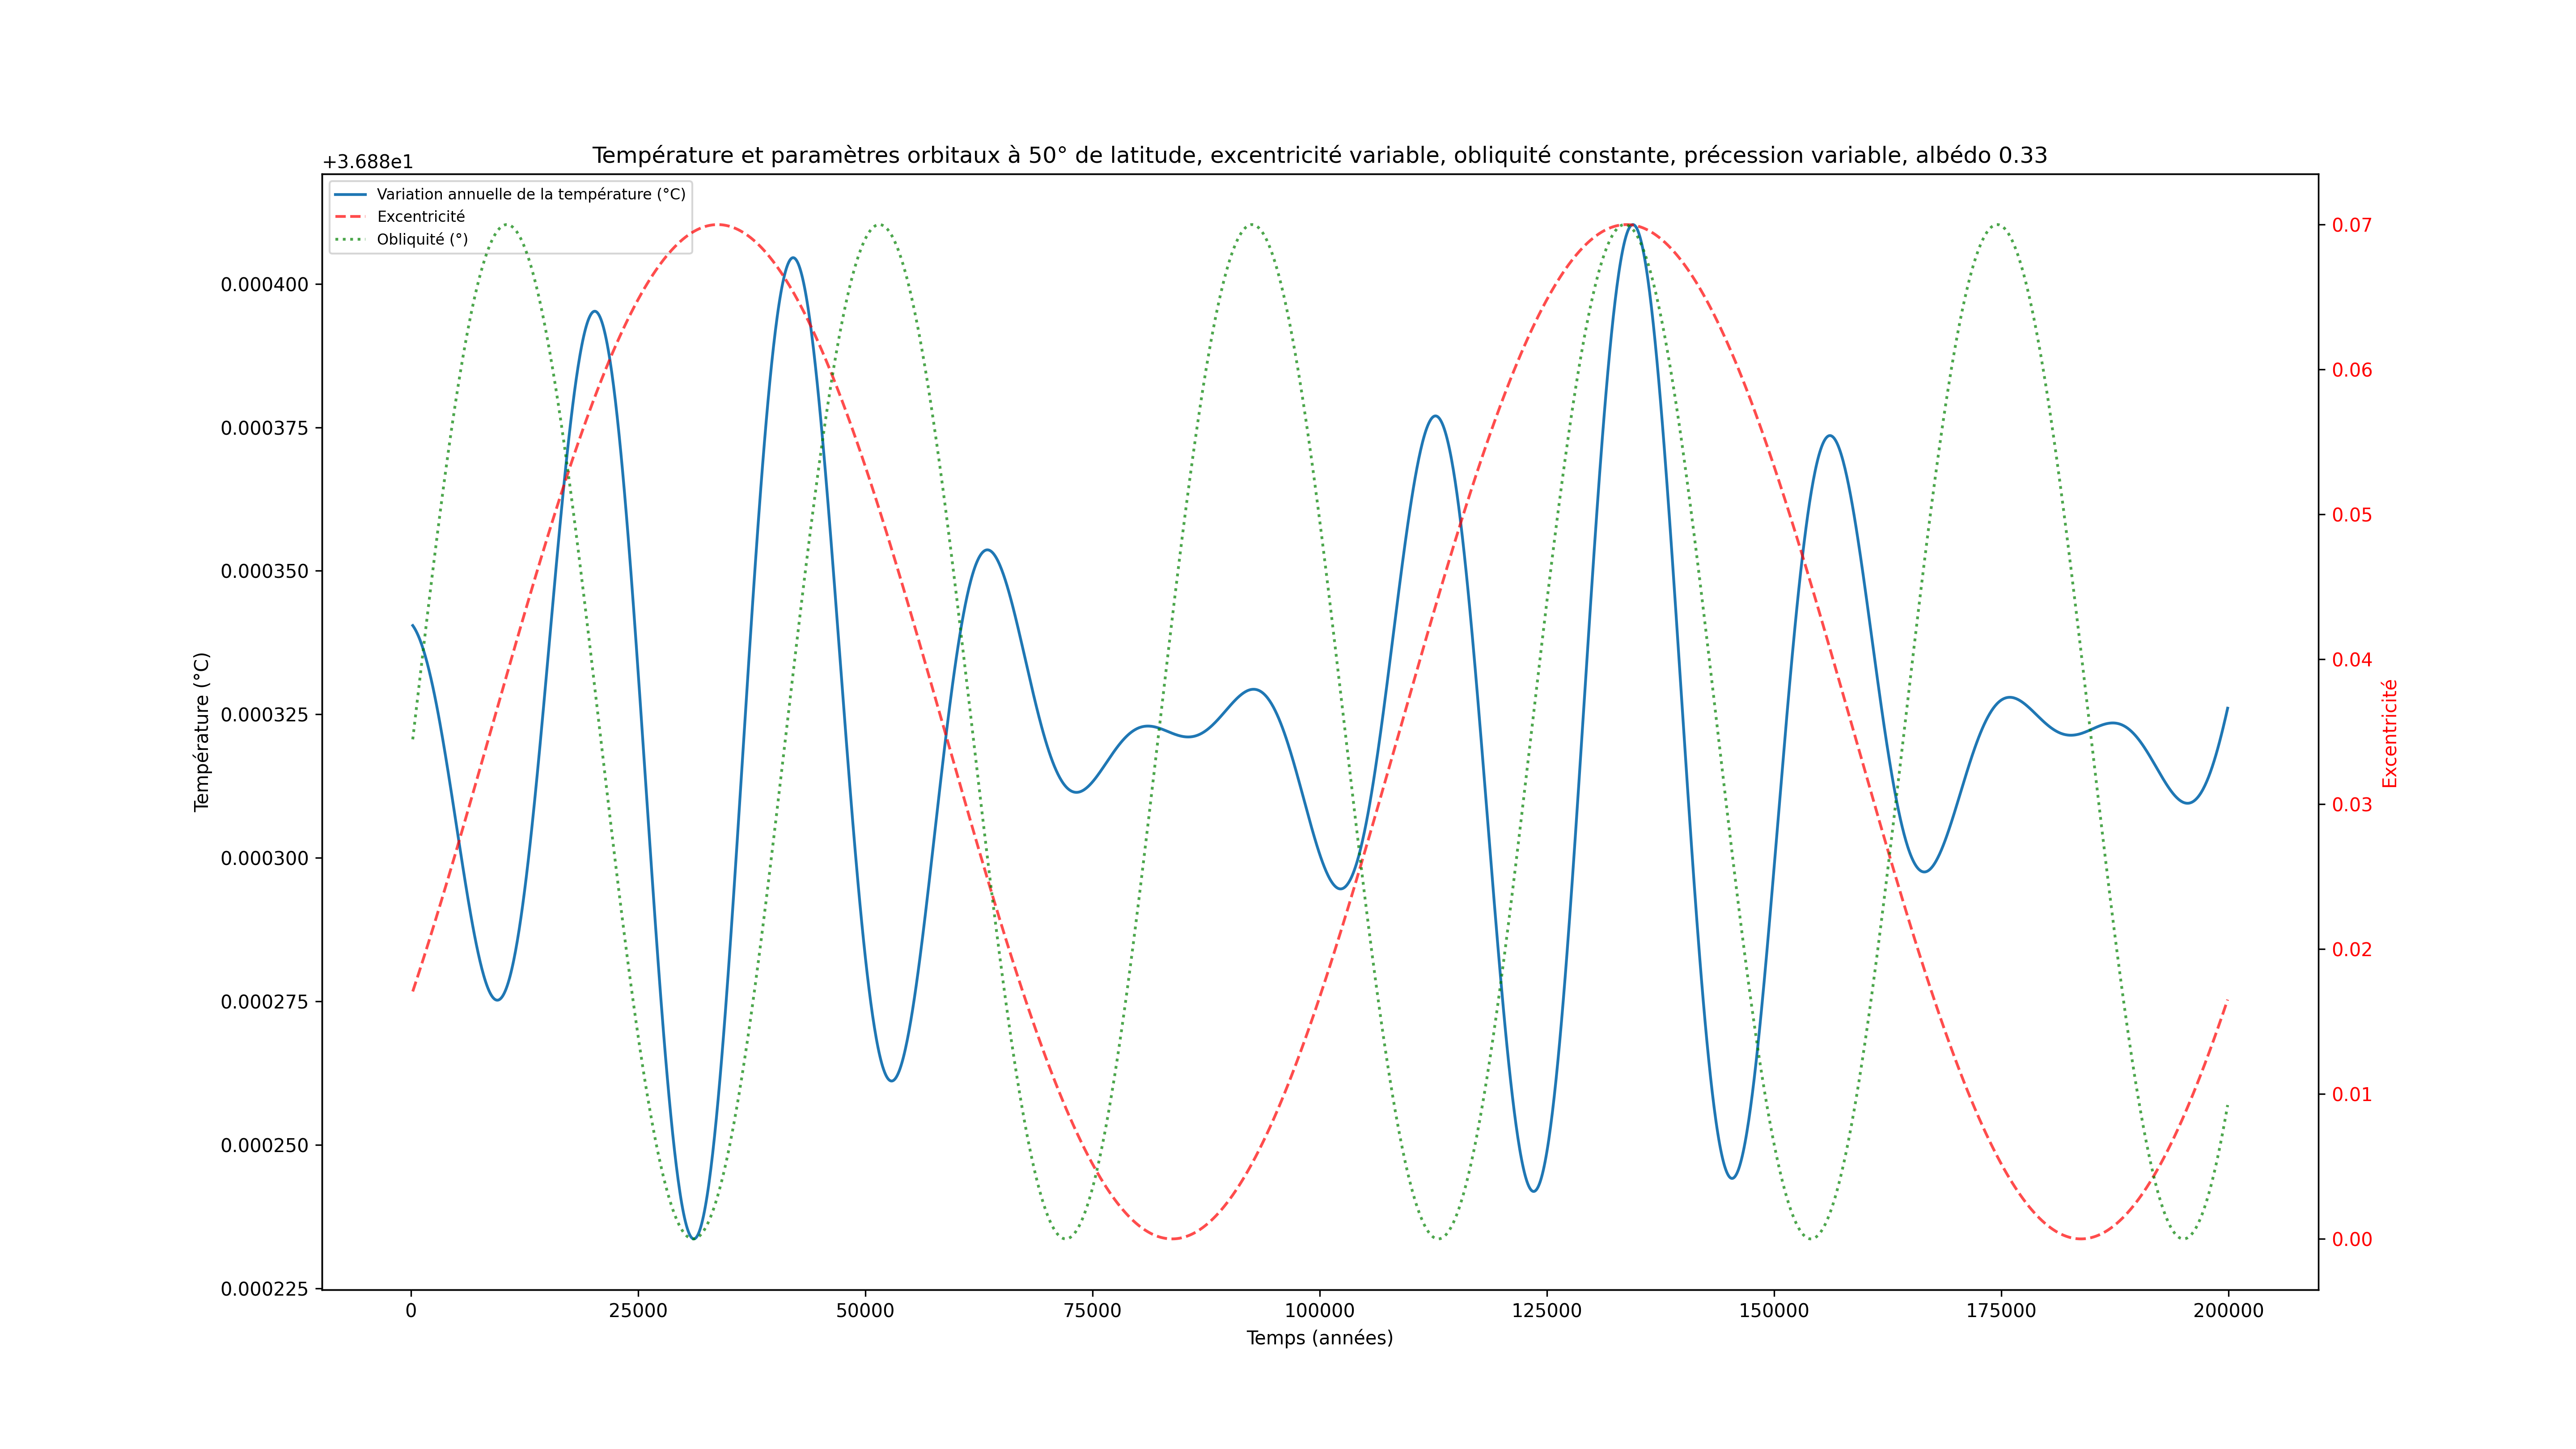 Température et paramètres orbitaux à 50° de latitude, excentricité variable, obliquité constante, précession variable, albédo 0.33
+3.688e1
Variation annuelle de la température (°C)
Excentricité
Obliquité (°)
0.000400
0.000375
0.000350
0.000325
0.000300
0.000275
0.000250
0.000225
Température (°C)
0.07
0.06
0.05
0.04
0.03
0.02
0.01
0.00
Excentricité
0 25000 50000 75000 100000 125000 150000 175000 200000
Temps (années)